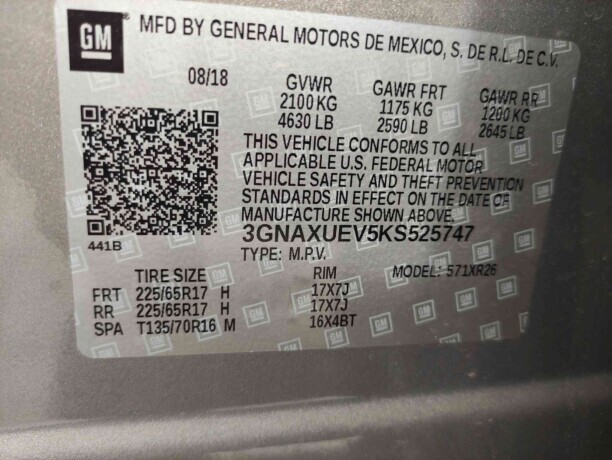 GM
MFD BY GENERAL MOTORS DE MEXICO, S. DE R.L. DE C.V.
08/18 GVWR GAWR FRT GAWR RR
2100 KG 1175 KG 1200 KG
4630 LB 2590 LB 2645 LB
THIS VEHICLE CONFORMS TO ALL
APPLICABLE U.S. FEDERAL MOTOR
VEHICLE SAFETY AND THEFT PREVENTION
STANDARDS IN EFFECT ON THE DATE OF
MANUFACTURE SHOWN ABOVE.
3GNAXUEV5KS525747
441B TYPE: M.P.V. MODEL: 571XR26
TIRE SIZE RIM
FRT 225/65R17 H 17X7J
RR 225/65R17 H 17X7J
SPA T135/70R16 M 16X4BT